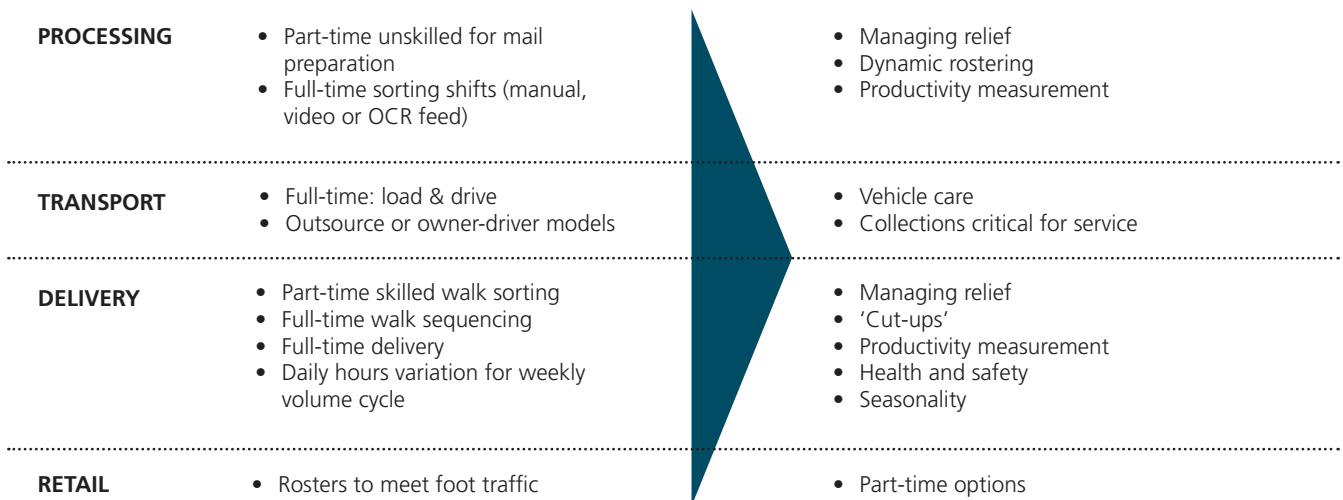 PROCESSING
• Part-time unskilled for mail
preparation
• Full-time sorting shifts (manual,
video or OCR feed)
• Managing relief
• Dynamic rostering
• Productivity measurement
TRANSPORT
• Full-time: load & drive
• Outsource or owner-driver models
• Vehicle care
• Collections critical for service
DELIVERY
• Part-time skilled walk sorting
• Full-time walk sequencing
• Full-time delivery
• Daily hours variation for weekly
volume cycle
• Managing relief
• ‘Cut-ups’
• Productivity measurement
• Health and safety
• Seasonality
RETAIL
• Rosters to meet foot traffic
• Part-time options